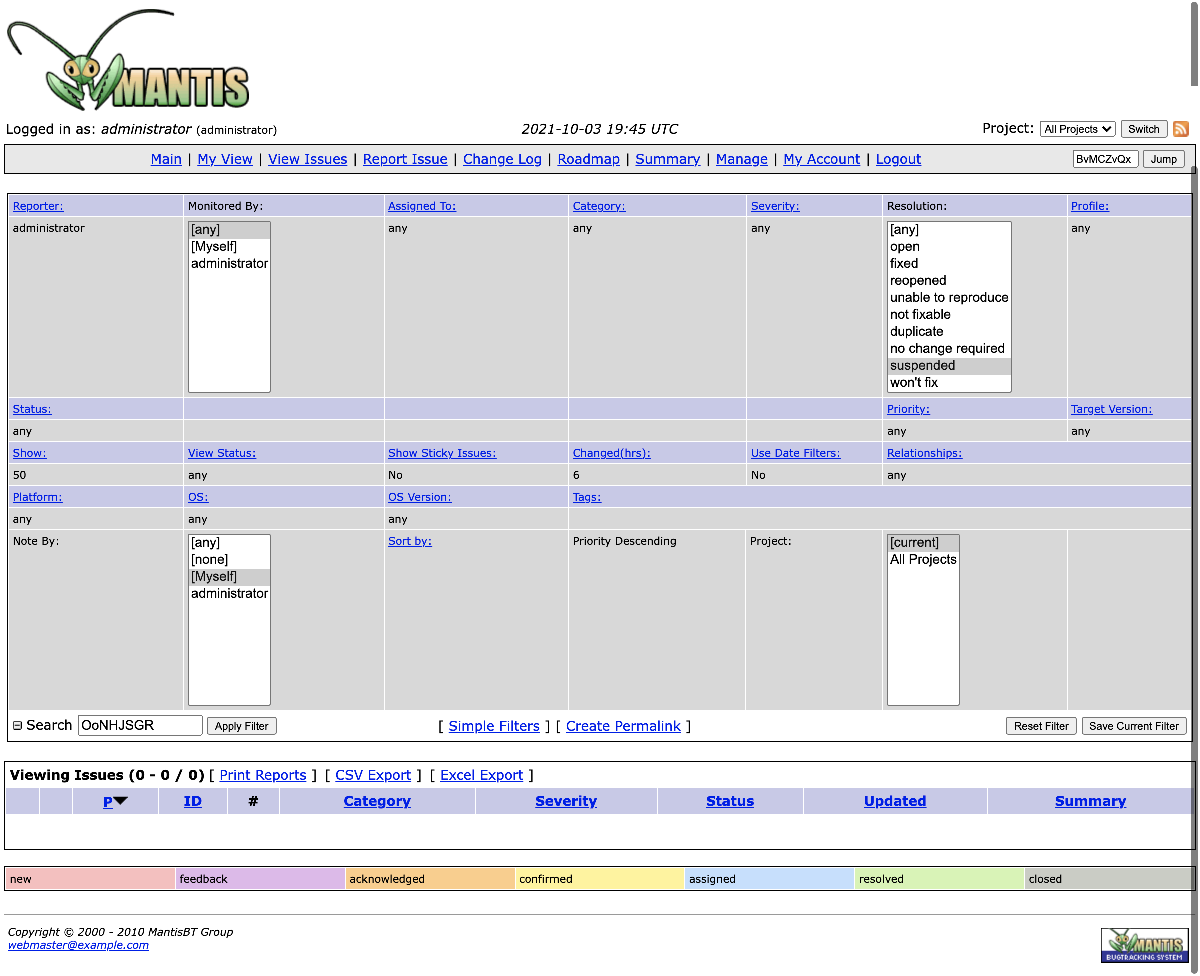 MANTIS
Logged in as: administrator (administrator) 2021-10-03 19:45 UTC Project: All Projects Switch
Main | My View | View Issues | Report Issue | Change Log | Roadmap | Summary | Manage | My Account | Logout BvMCZvQx Jump
Reporter: Monitored By: Assigned To: Category: Severity: Resolution: Profile:
administrator [any] any any any [any] any
[Myself] open
administrator fixed
reopened
unable to reproduce
not fixable
duplicate
no change required
suspended
won't fix
Status: Priority: Target Version:
any any any
Show: View Status: Show Sticky Issues: Changed(hrs): Use Date Filters: Relationships:
50 any No 6 No any
Platform: OS: OS Version: Tags:
any any any
Note By: [any] Sort by: Priority Descending Project: [current]
[none] All Projects
[Myself]
administrator
Search OoNHJSGR Apply Filter [ Simple Filters ] [ Create Permalink ] Reset Filter Save Current Filter
Viewing Issues (0 - 0 / 0) [ Print Reports ] [ CSV Export ] [ Excel Export ]
P ID # Category Severity Status Updated Summary
new feedback acknowledged confirmed assigned resolved closed
Copyright © 2000 - 2010 MantisBT Group
webmaster@example.com
MANTIS
BUGTRACKING SYSTEM